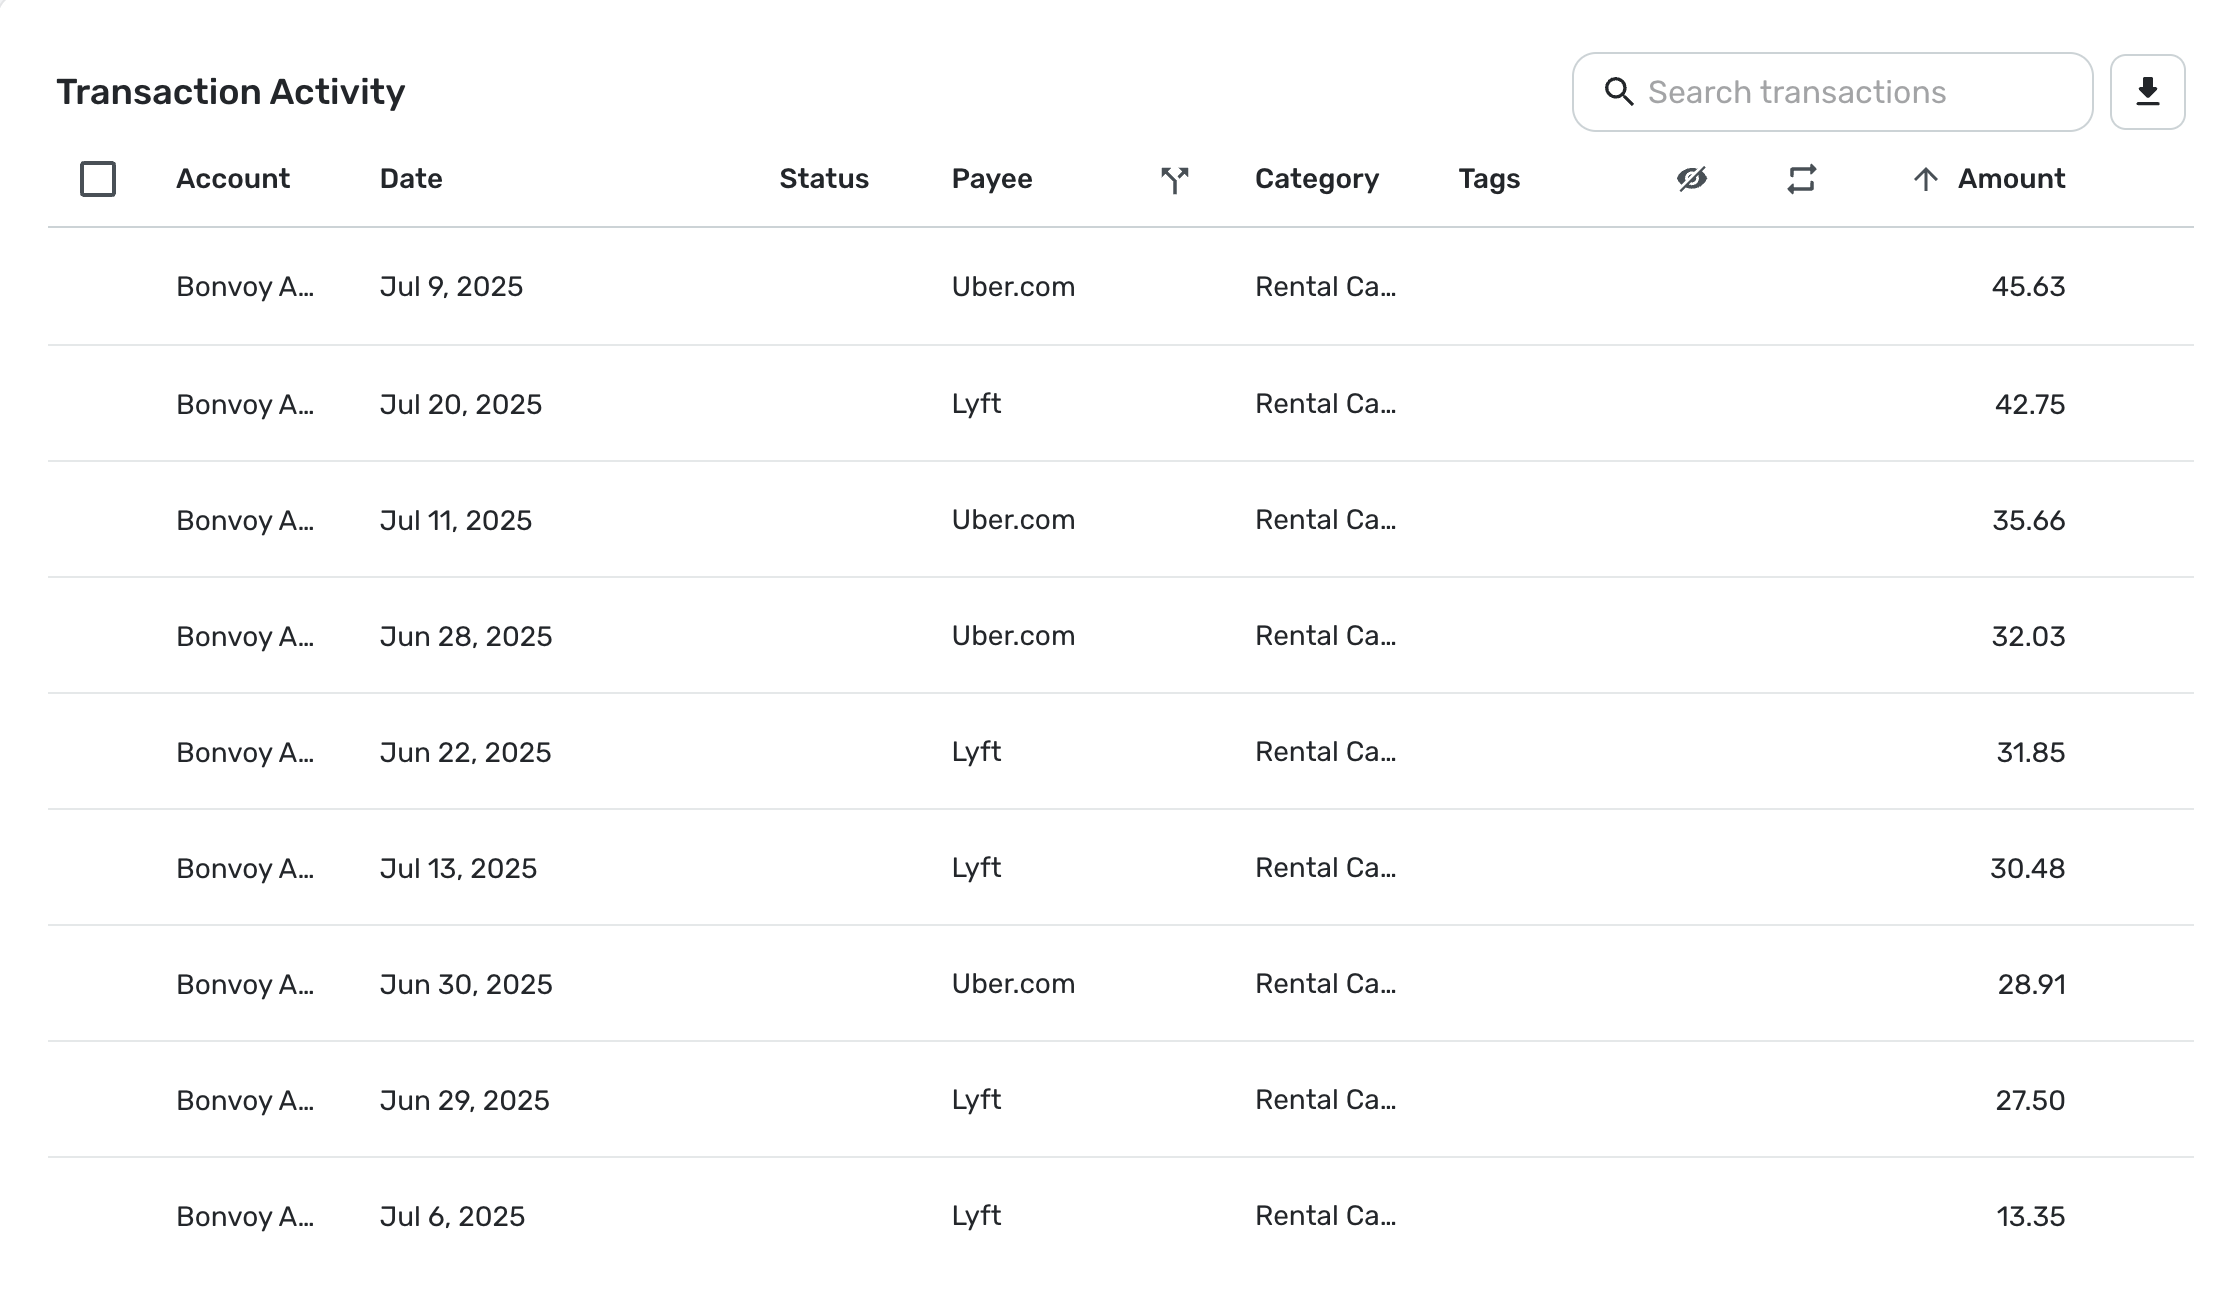 Transaction Activity
Search transactions
Account Date Status Payee Category Tags Amount
Bonvoy A... Jul 9, 2025 Uber.com Rental Ca... 45.63
Bonvoy A... Jul 20, 2025 Lyft Rental Ca... 42.75
Bonvoy A... Jul 11, 2025 Uber.com Rental Ca... 35.66
Bonvoy A... Jun 28, 2025 Uber.com Rental Ca... 32.03
Bonvoy A... Jun 22, 2025 Lyft Rental Ca... 31.85
Bonvoy A... Jul 13, 2025 Lyft Rental Ca... 30.48
Bonvoy A... Jun 30, 2025 Uber.com Rental Ca... 28.91
Bonvoy A... Jun 29, 2025 Lyft Rental Ca... 27.50
Bonvoy A... Jul 6, 2025 Lyft Rental Ca... 13.35